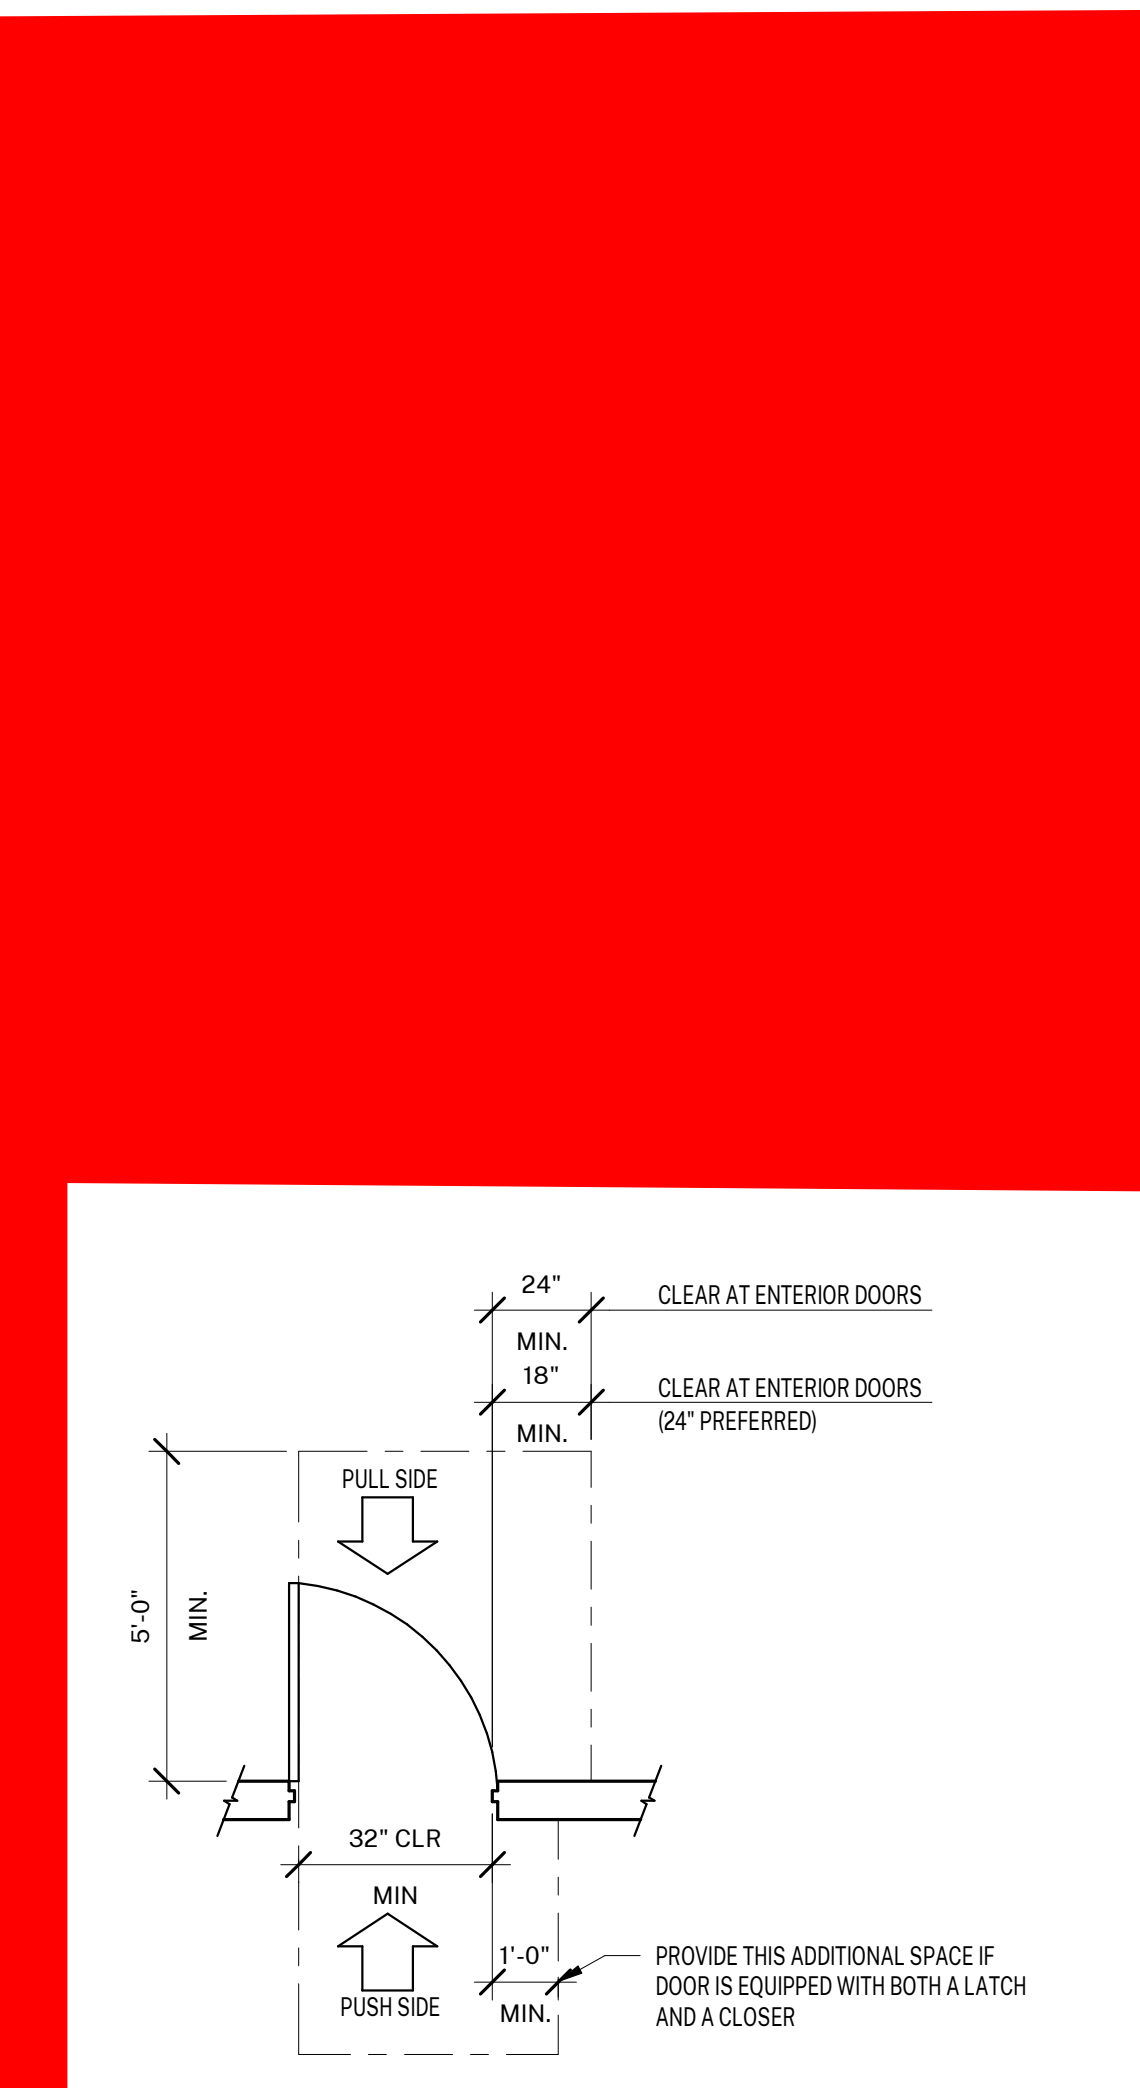 24"
CLEAR AT ENTERIOR DOORS
MIN.
18"
CLEAR AT ENTERIOR DOORS
MIN.
(24" PREFERRED)
PULL SIDE
5'-0"
MIN.
32" CLR
MIN
1'-0"
PROVIDE THIS ADDITIONAL SPACE IF
DOOR IS EQUIPPED WITH BOTH A LATCH
AND A CLOSER
PUSH SIDE
MIN.